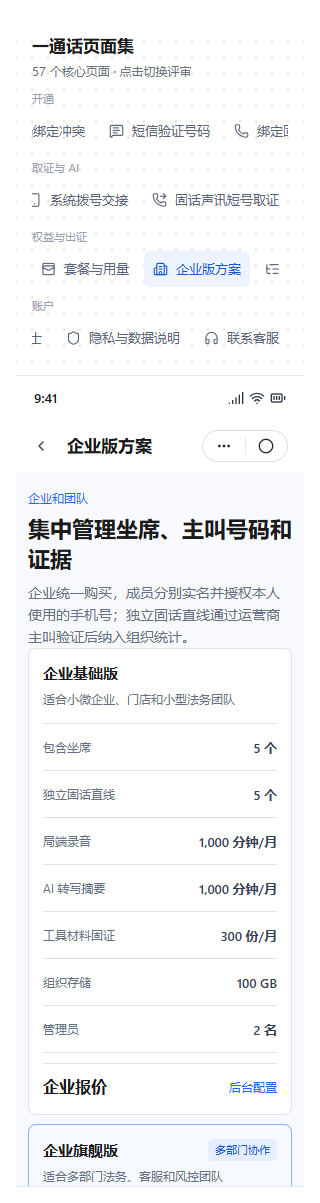 一通话页面集
57 个核心页面 · 点击切换评审
开通
绑定冲突 短信验证号码
取证与 AI
系统拨号交接 固话声讯短号取证
权益与出证
套餐与用量 企业版方案
账户
士 隐私与数据说明 联系客服
9:41
企业版方案
企业和团队
集中管理坐席、主叫号码和
证据
企业统一购买，成员分别实名并授权本人
使用的手机号；独立固话直线通过运营商
主叫验证后纳入组织统计。
企业基础版
适合小微企业、门店和小型法务团队
包含坐席 5 个
独立固话直线 5 个
局端录音 1,000 分钟/月
AI 转写摘要 1,000 分钟/月
工具材料固证 300 份/月
组织存储 100 GB
管理员 2 名
企业报价 后台配置
企业旗舰版 多部门协作
适合多部门法务、客服和风控团队